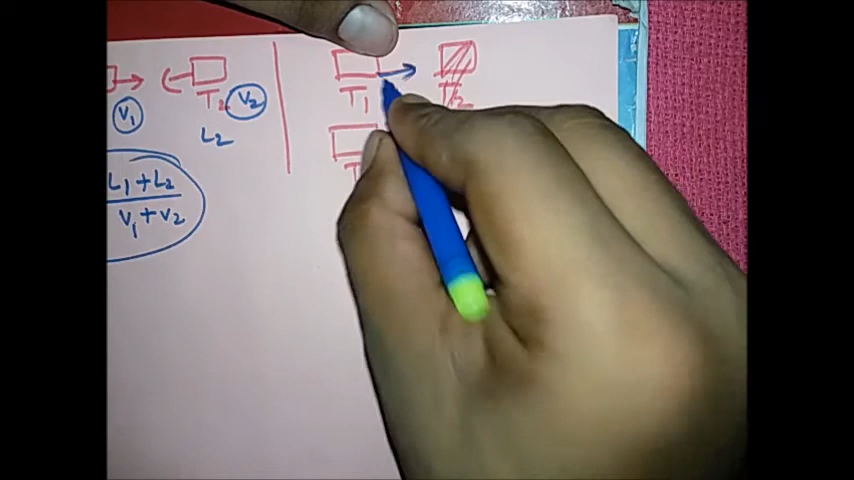 V₁ T₂ V₂
L₂
L₁+L₂
V₁+V₂
T₁
T